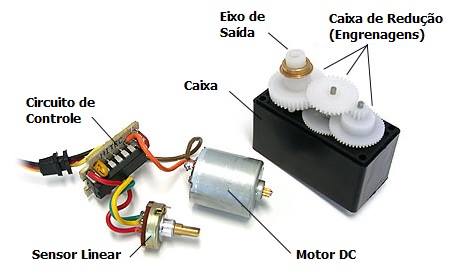 Eixo de
Saída
Caixa de Redução
(Engrenagens)
Caixa
Circuito de
Controle
Sensor Linear
Motor DC